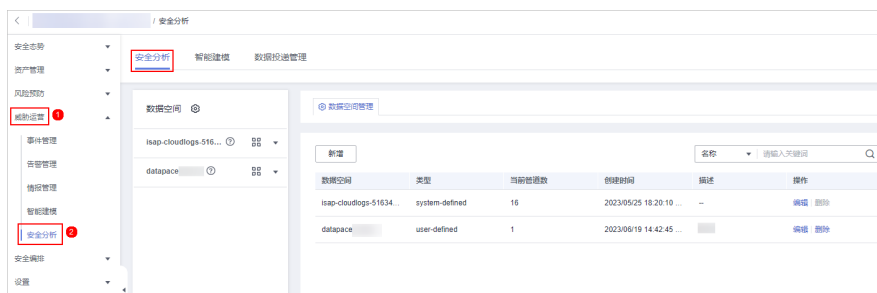 / 安全分析
安全态势
资产管理
风险预防
威胁运营 1
事件管理
告警管理
情报管理
智能建模
安全分析 2
安全编排
设置
安全分析 智能建模 数据投递管理
数据空间
isap-cloudlogs-516...
datapace
数据空间管理
新增 名称 请输入关键词
数据空间 类型 当前管道数 创建时间 描述 操作
isap-cloudlogs-51634... system-defined 16 2023/05/25 18:20:10 ... -- 编辑 删除
datapace user-defined 1 2023/06/19 14:42:45 ... 编辑 删除